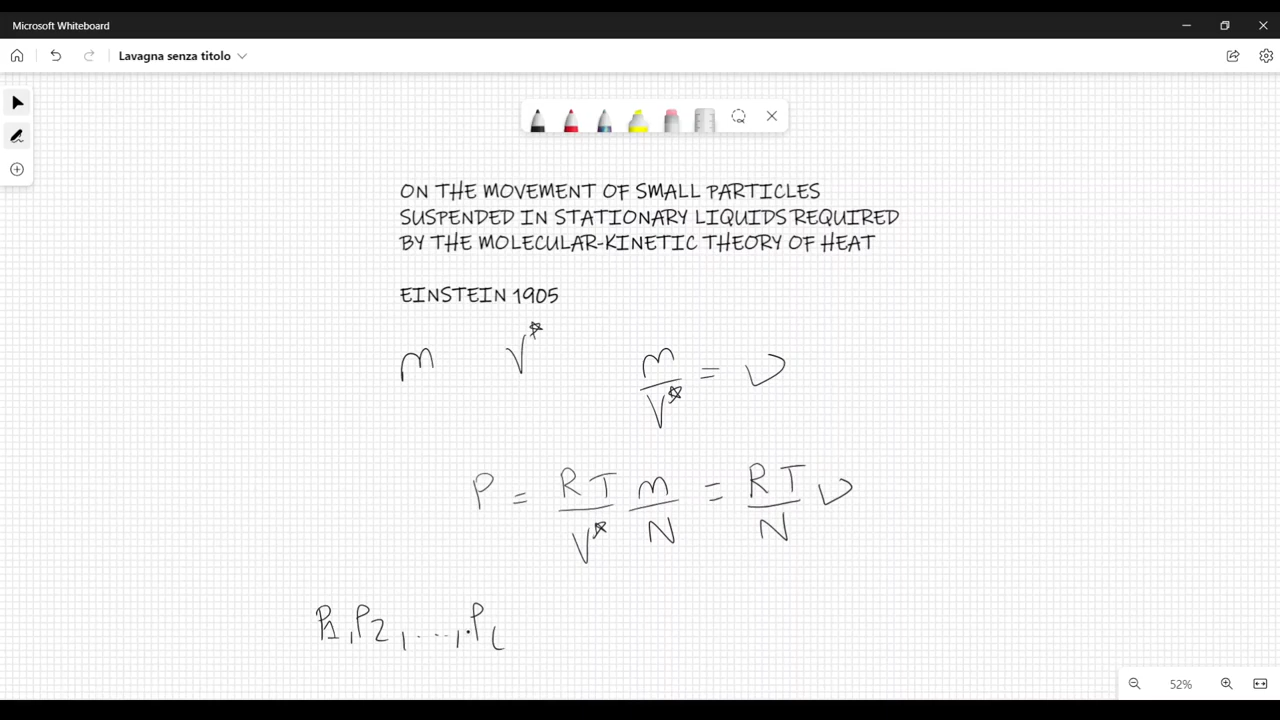 Microsoft Whiteboard
Lavagna senza titolo
ON THE MOVEMENT OF SMALL PARTICLES
SUSPENDED IN STATIONARY LIQUIDS REQUIRED
BY THE MOLECULAR-KINETIC THEORY OF HEAT
EINSTEIN 1905
m V* m/V* = ν
P = RT/V* m/N = RT/N ν
P1, P2, ..., Pl
52%